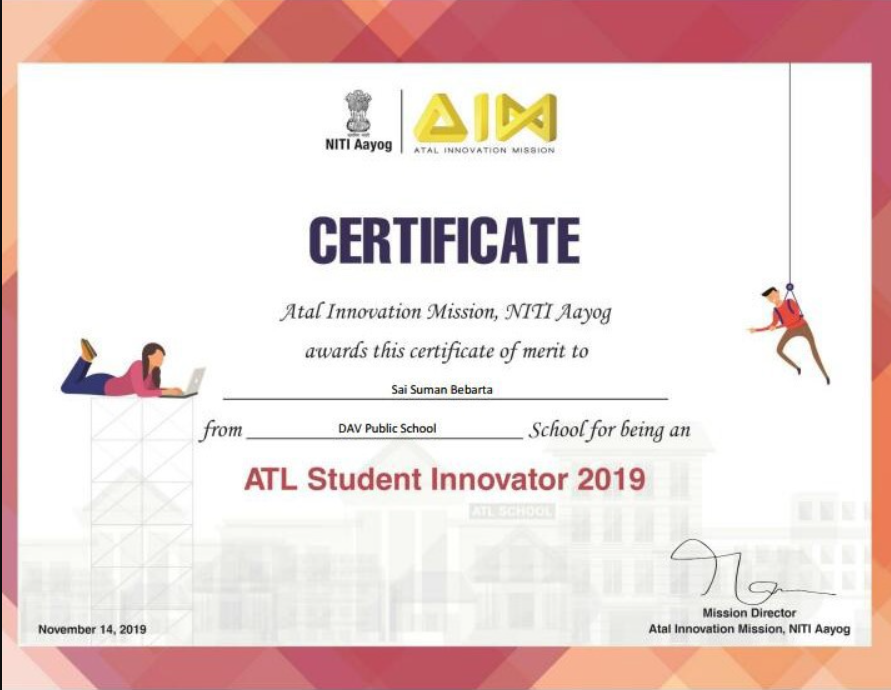 NITI Aayog
AIM
ATAL INNOVATION MISSION
CERTIFICATE
Atal Innovation Mission, NITI Aayog
awards this certificate of merit to
Sai Suman Bebarta
from DAV Public School School for being an
ATL Student Innovator 2019
ATL SCHOOL
Mission Director
November 14, 2019 Atal Innovation Mission, NITI Aayog